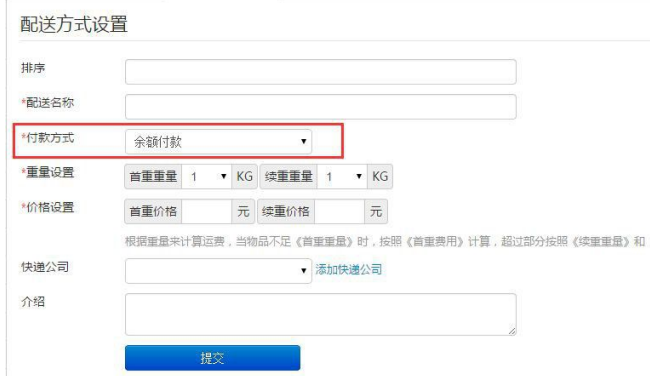 配送方式设置
排序
*配送名称
*付款方式 余额付款
*重量设置 首重重量 1 KG 续重重量 1 KG
*价格设置 首重价格 元 续重价格 元
根据重量来计算运费，当物品不足《首重重量》时，按照《首重费用》计算，超过部分按照《续重重量》和
快递公司 添加快递公司
介绍
提交